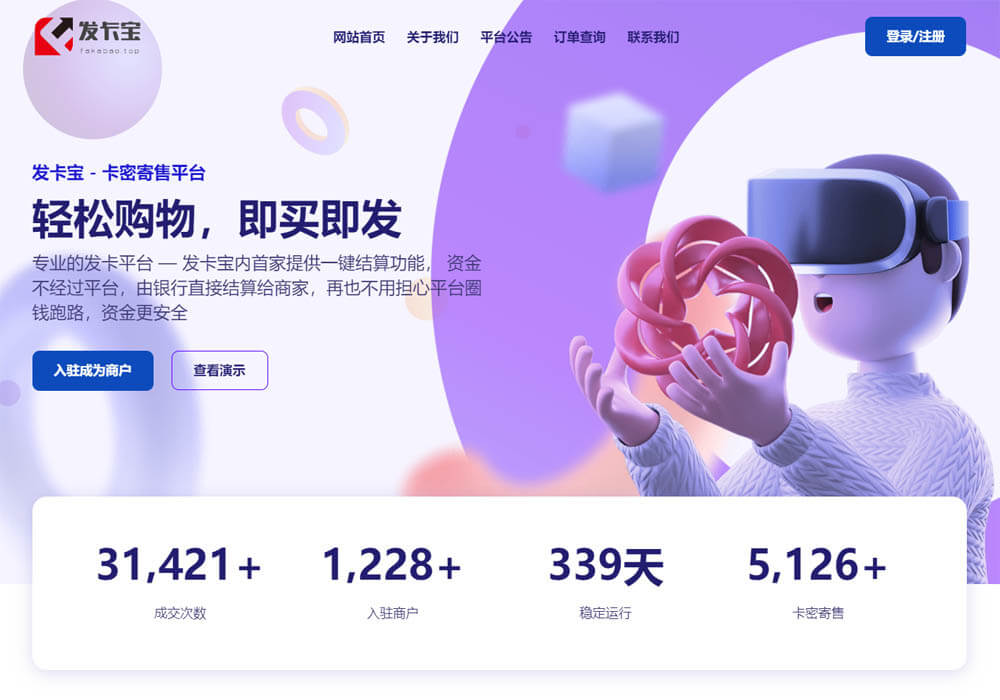 发卡宝
fakabao.top
网站首页 关于我们 平台公告 订单查询 联系我们
登录/注册
发卡宝 - 卡密寄售平台
轻松购物，即买即发
专业的发卡平台 — 发卡宝内首家提供一键结算功能， 资金
不经过平台，由银行直接结算给商家，再也不用担心平台圈
钱跑路，资金更安全
入驻成为商户 查看演示
31,421+ 1,228+ 339天 5,126+
成交次数 入驻商户 稳定运行 卡密寄售